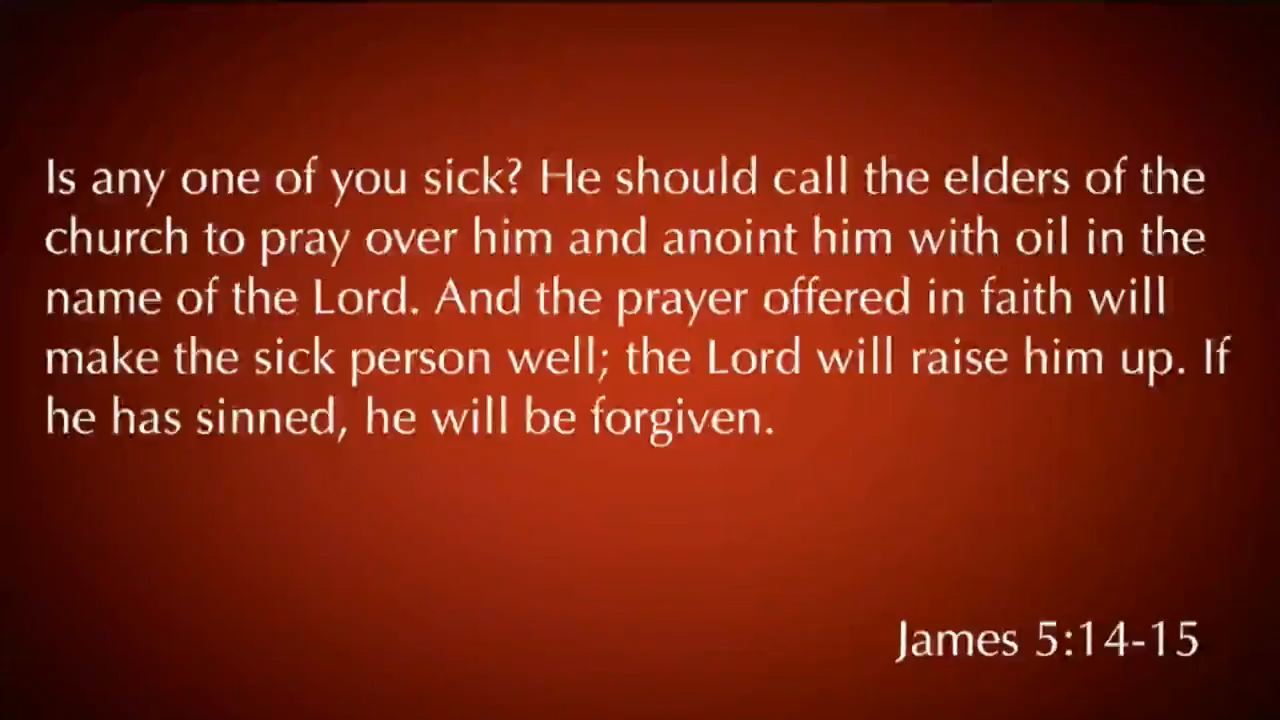 Is any one of you sick? He should call the elders of the
church to pray over him and anoint him with oil in the
name of the Lord. And the prayer offered in faith will
make the sick person well; the Lord will raise him up. If
he has sinned, he will be forgiven.
James 5:14-15